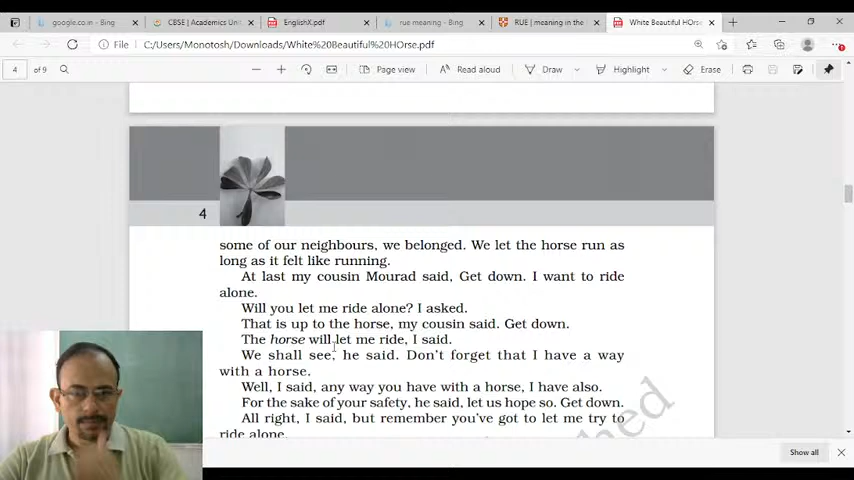 google.co.in - Bing
CBSE | Academics Uni
EnglishX.pdf
rue meaning - Bing
RUE | meaning in the
White Beautiful HOrse.pdf
File
C:/Users/Monotosh/Downloads/White%20Beautiful%20HOrse.pdf
4 of 9
Page view
Read aloud
Draw
Highlight
Erase
4
some of our neighbours, we belonged. We let the horse run as
long as it felt like running.
At last my cousin Mourad said, Get down. I want to ride
alone.
Will you let me ride alone? I asked.
That is up to the horse, my cousin said. Get down.
The horse will let me ride, I said.
We shall see, he said. Don't forget that I have a way
with a horse.
Well, I said, any way you have with a horse, I have also.
For the sake of your safety, he said, let us hope so. Get down.
All right, I said, but remember you've got to let me try to
ride alone.
Show all